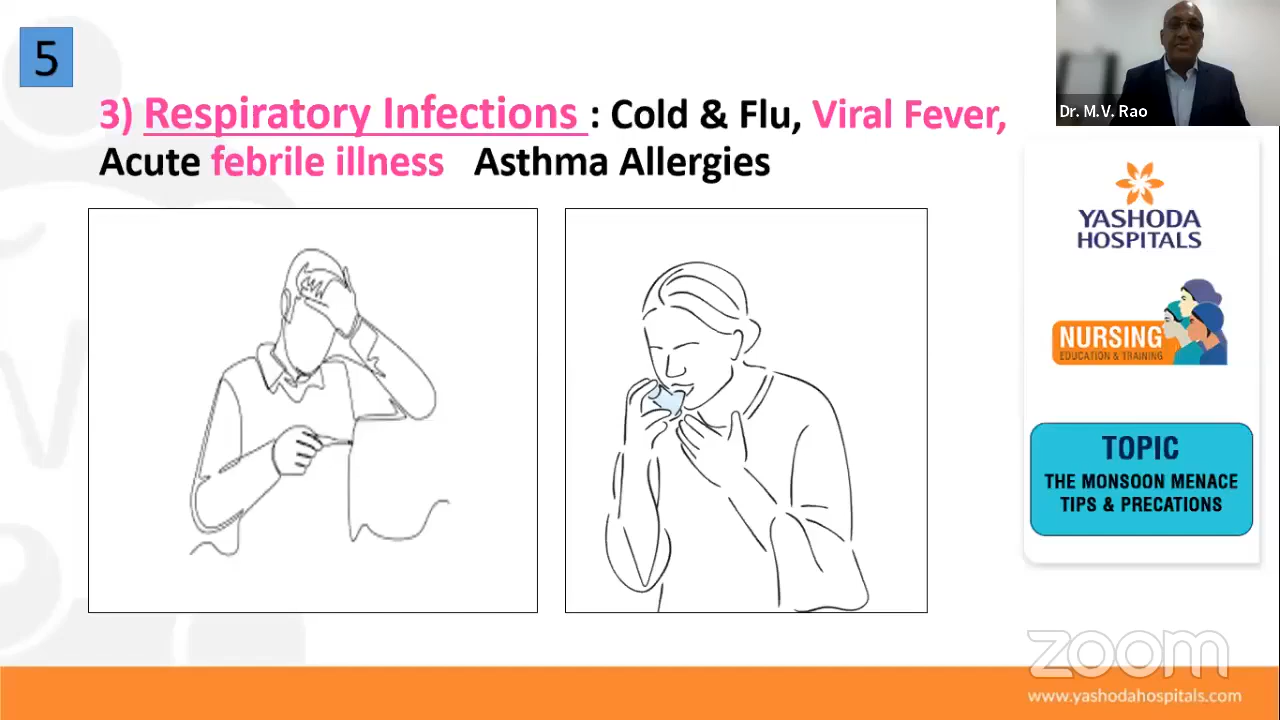 5
3) Respiratory Infections : Cold & Flu, Viral Fever,
Acute febrile illness Asthma Allergies
Dr. M.V. Rao
YASHODA
HOSPITALS
NURSING
EDUCATION & TRAINING
TOPIC
THE MONSOON MENACE
TIPS & PRECATIONS
zoom
www.yashodahospitals.com